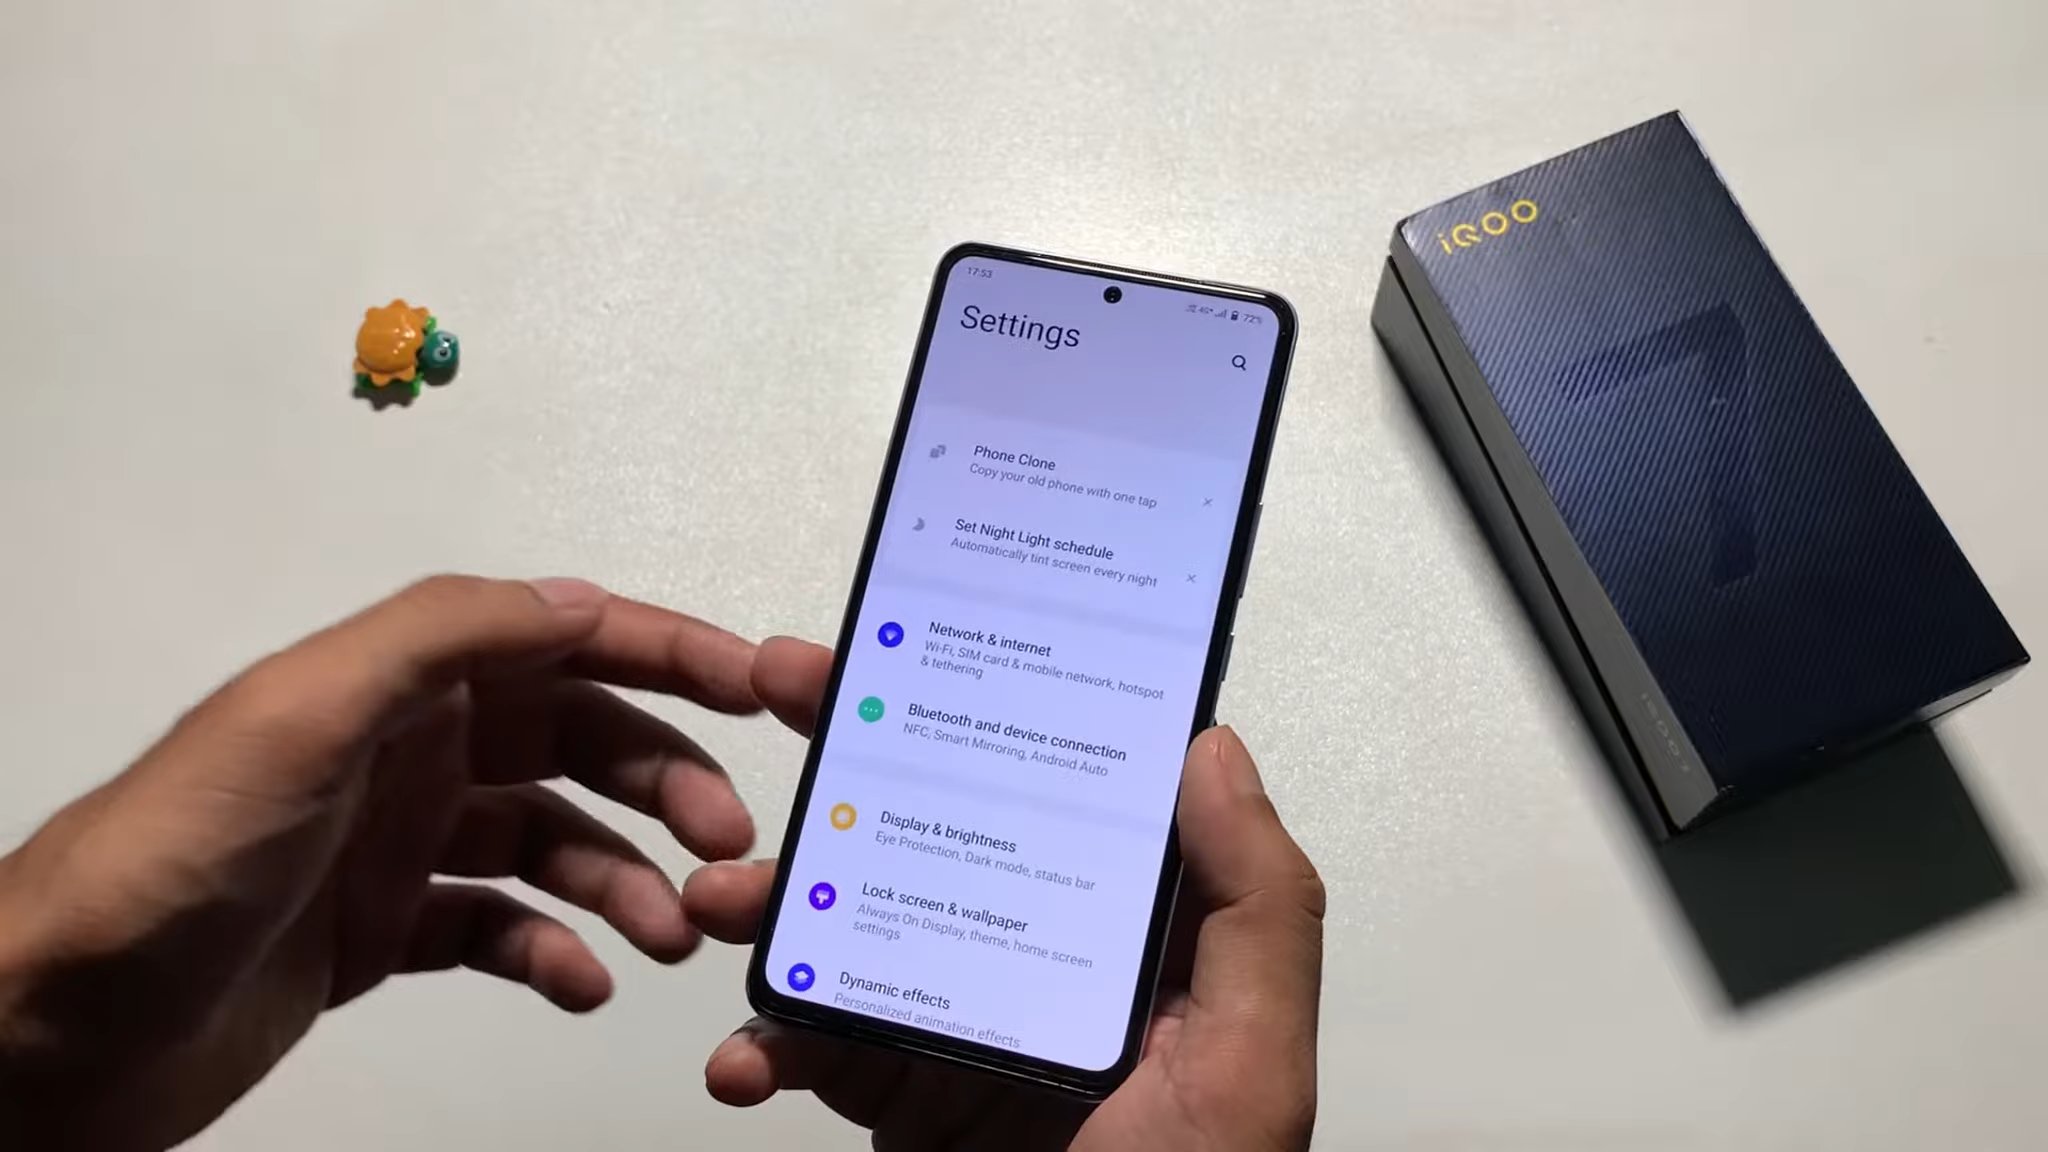 17:53
4G+ 72%
Settings
Phone Clone
Copy your old phone with one tap
Set Night Light schedule
Automatically tint screen every night
Network & internet
Wi-Fi, SIM card & mobile network, hotspot
& tethering
Bluetooth and device connection
NFC, Smart Mirroring, Android Auto
Display & brightness
Eye Protection, Dark mode, status bar
Lock screen & wallpaper
Always On Display, theme, home screen
settings
Dynamic effects
Personalized animation effects
iQOO
iQOO 7